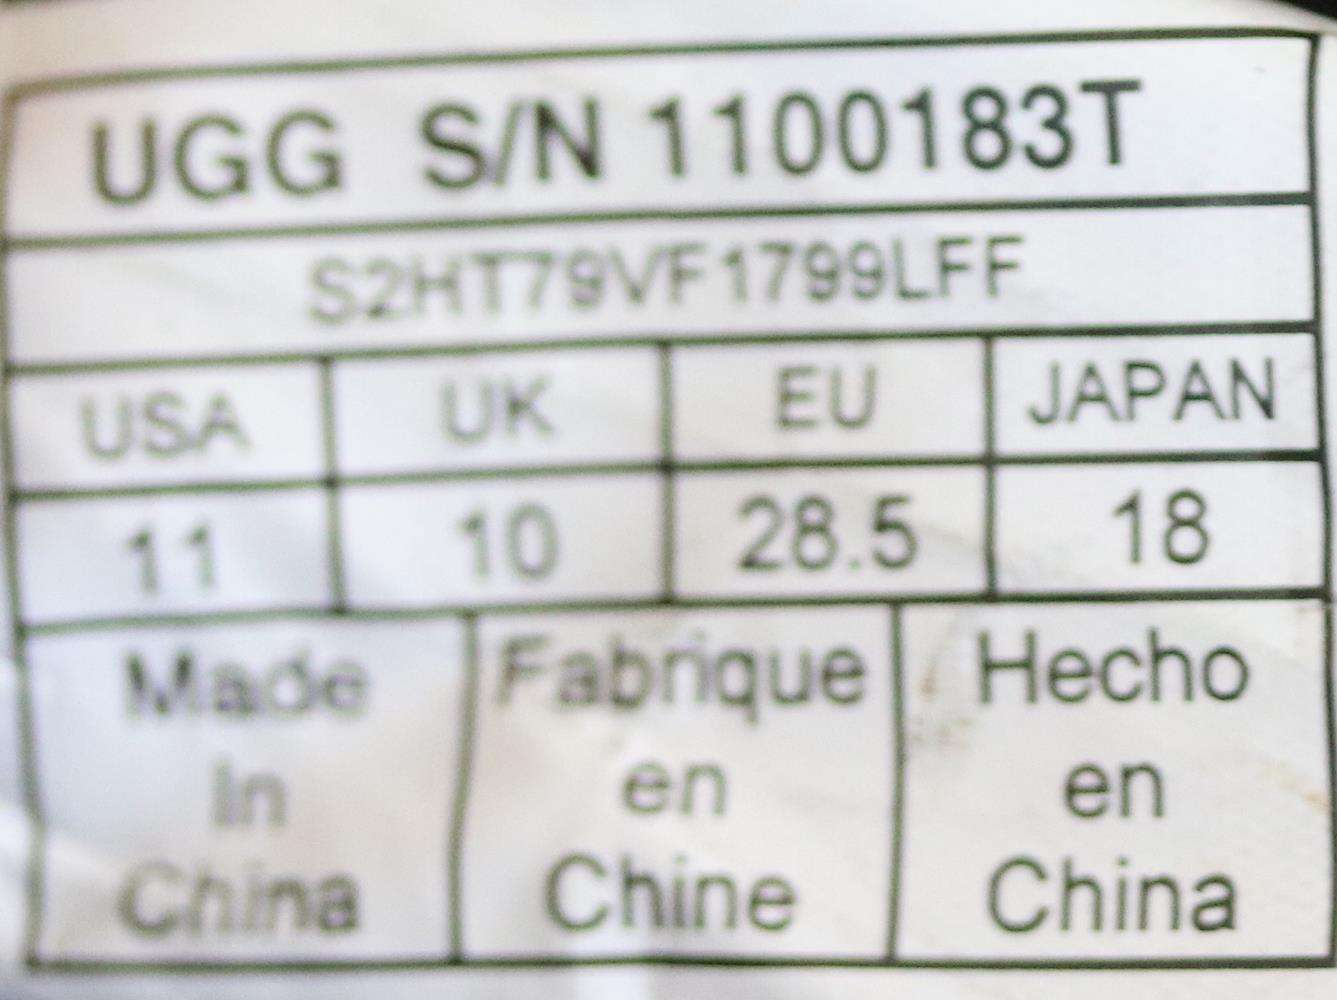 UGG S/N 1100183T
S2HT79VF1799LFF
USA UK EU JAPAN
11 10 28.5 18
Made Fabrique Hecho
In en en
China Chine China